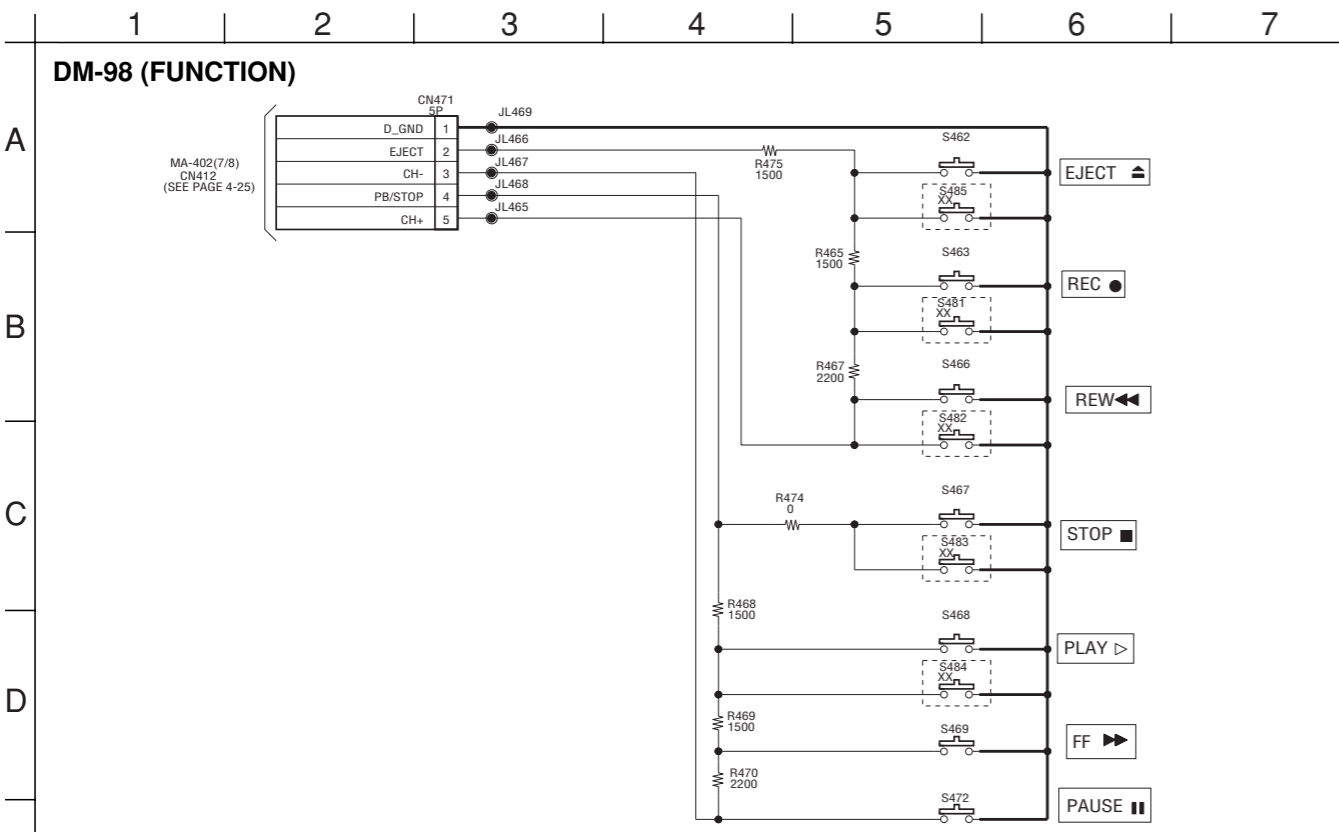 1 2 3 4 5 6 7
DM-98 (FUNCTION)
A
B
C
D
CN471
5P
D_GND 1
EJECT 2
CH- 3
PB/STOP 4
CH+ 5
MA-402(7/8)
CN412
(SEE PAGE 4-25)
JL469
JL466
JL467
JL468
JL465
R475
1500
S462
EJECT
S485
XX
R465
1500
S463
REC
S481
XX
R467
2200
S466
REW
S482
XX
R474
0
S467
STOP
S483
XX
R468
1500
S468
PLAY
S484
XX
R469
1500
S469
FF
R470
2200
S472
PAUSE